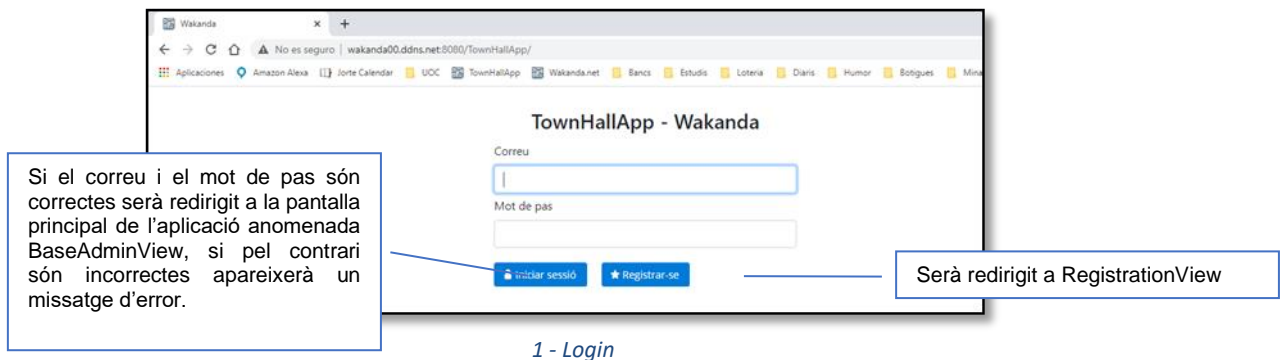 Wakanda × +
No es seguro | wakanda00.ddns.net:8080/TownHallApp/
Aplicaciones Amazon Alexa Jorte Calendar UOC TownHallApp Wakanda.net Bancs Estudis Loteria Diaris Humor Botigues Mina
TownHallApp - Wakanda
Correu
Mot de pas
Iniciar sessió Registrar-se
Si el correu i el mot de pas són
correctes serà redirigit a la pantalla
principal de l'aplicació anomenada
BaseAdminView, si pel contrari
són incorrectes apareixerà un
missatge d'error.
Serà redirigit a RegistrationView
1 - Login